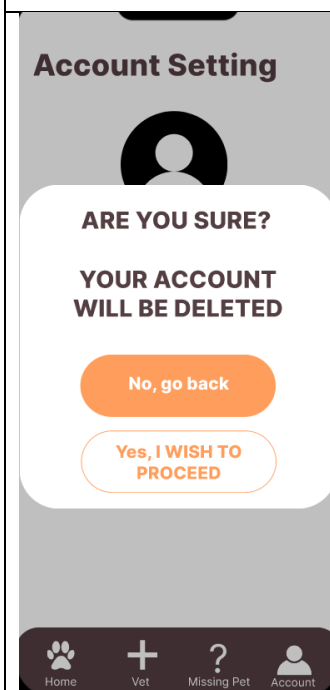 Account Setting
ARE YOU SURE?
YOUR ACCOUNT
WILL BE DELETED
No, go back
Yes, I WISH TO
PROCEED
?
Home Vet Missing Pet Account